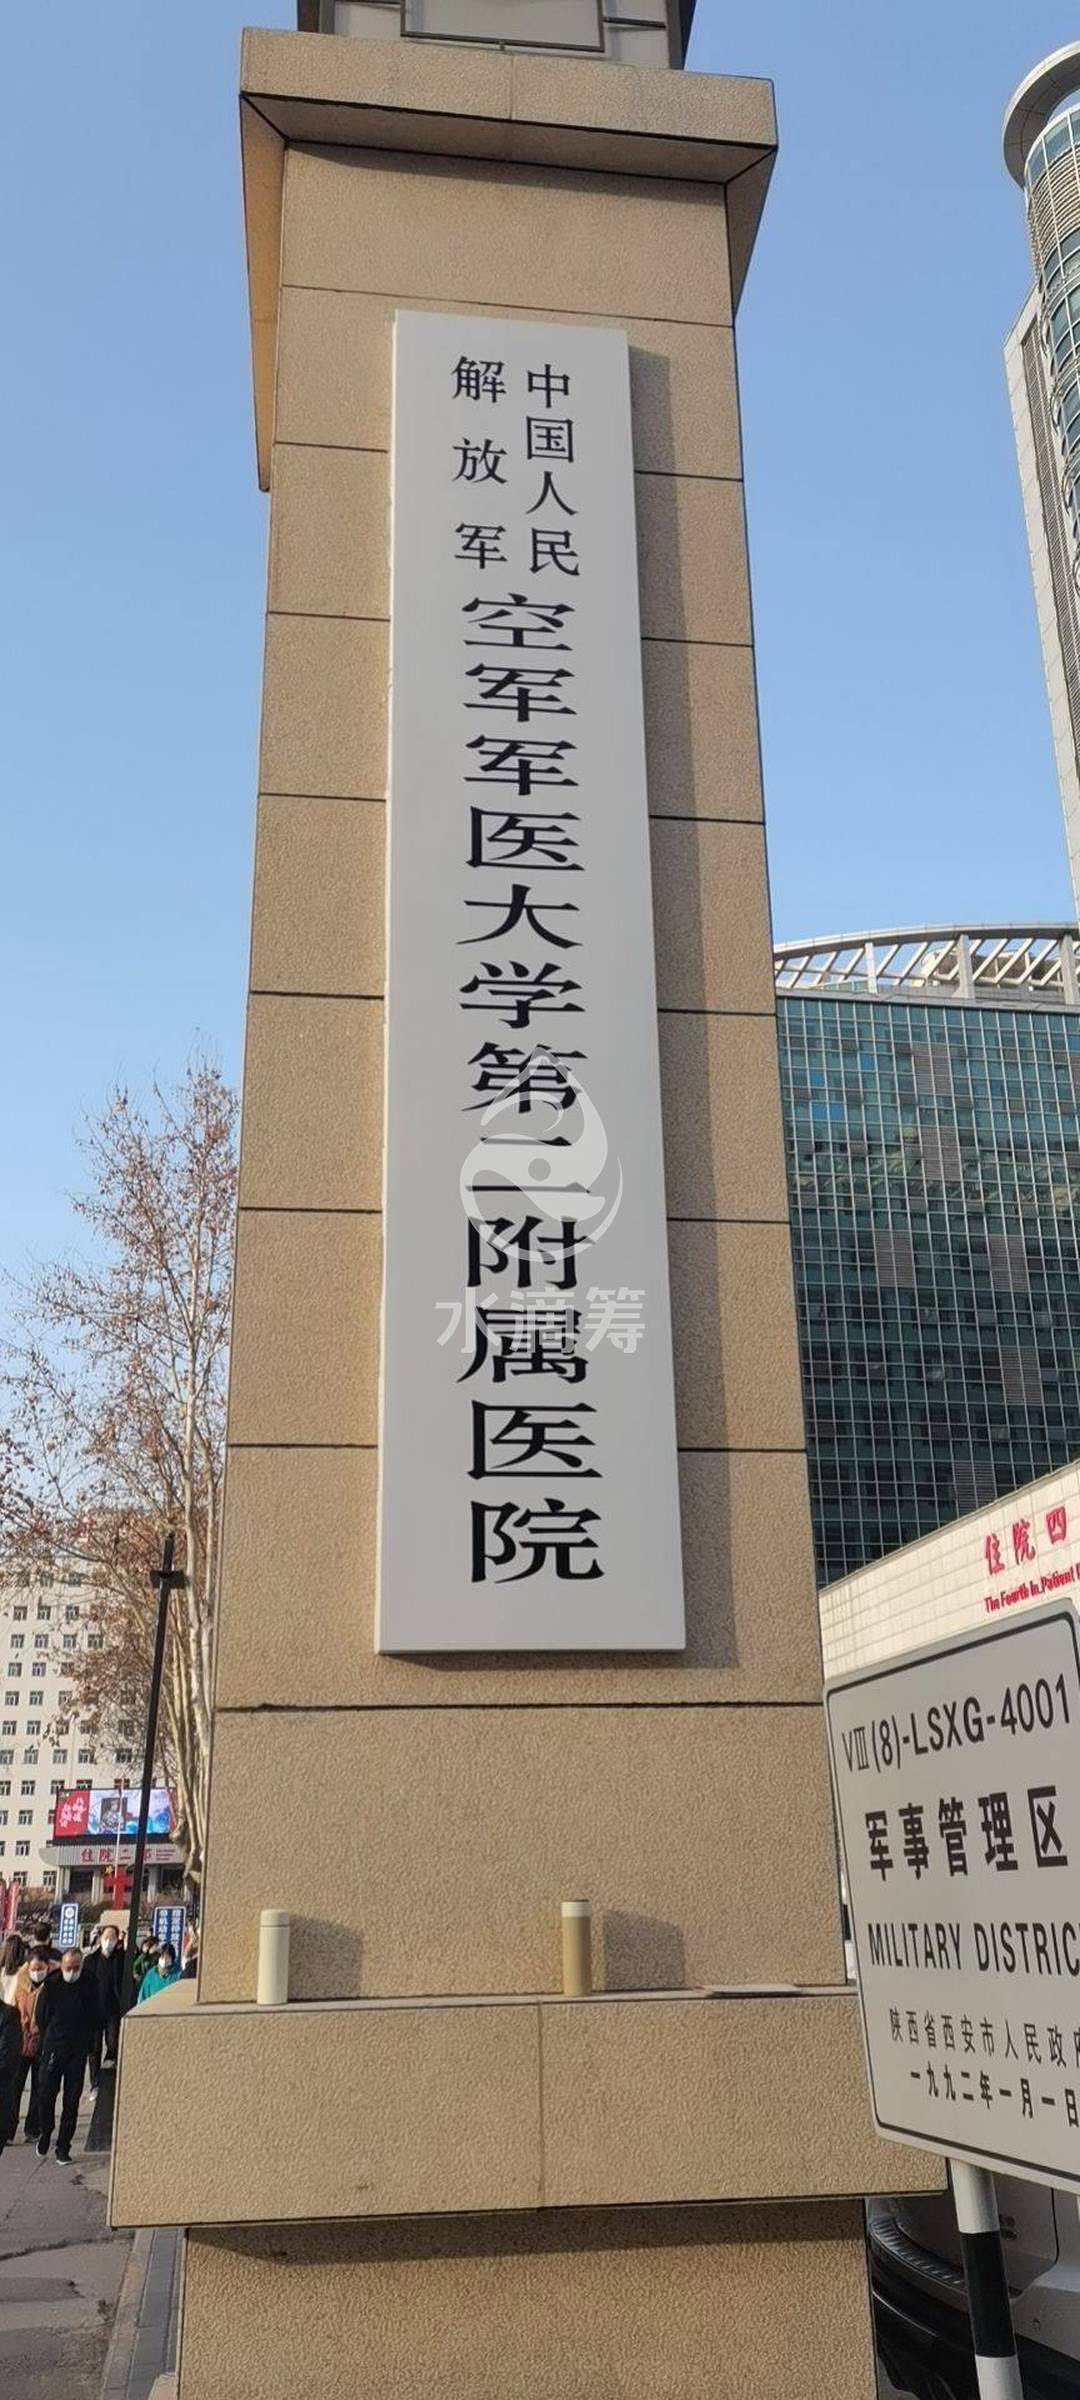 中国人民
解放军
空军军医大学第二附属医院
水滴筹
住院四
The Fourth In.Patient
VⅢ(8)-LSXG-4001
军事管理区
MILITARY DISTRIC
陕西省西安市人民政府
一九九二年一月一日
住院二部